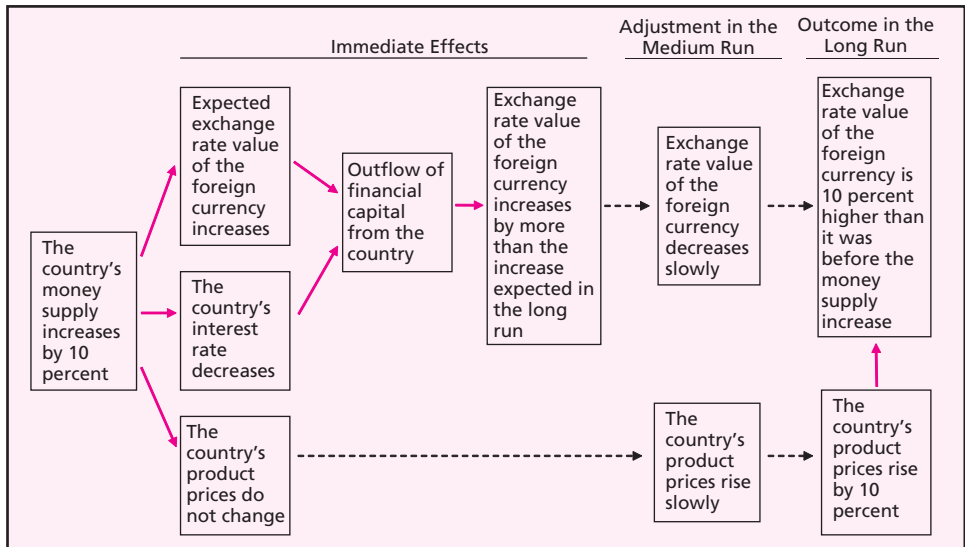 Immediate Effects
Adjustment in the
Medium Run
Outcome in the
Long Run
The
country's
money
supply
increases
by 10
percent
Expected
exchange
rate value
of the
foreign
currency
increases
The
country's
interest
rate
decreases
The
country's
product
prices do
not change
Outflow of
financial
capital
from the
country
Exchange
rate value
of the
foreign
currency
increases
by more
than the
increase
expected in
the long
run
Exchange
rate value
of the
foreign
currency
decreases
slowly
The
country's
product
prices rise
slowly
Exchange
rate value
of the
foreign
currency is
10 percent
higher than
it was
before the
money
supply
increase
The
country's
product
prices rise
by 10
percent